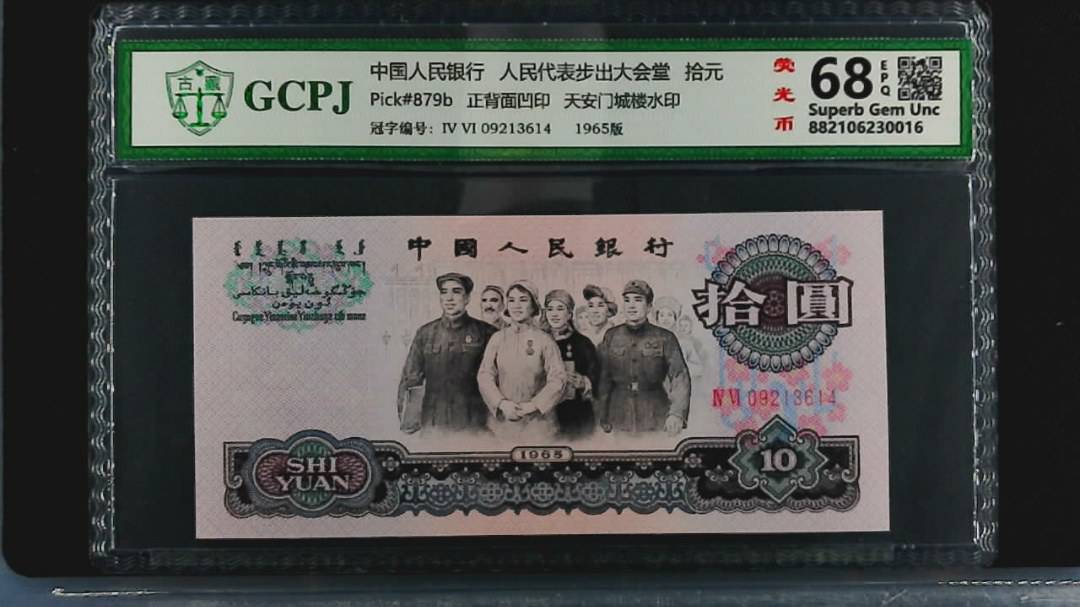 中国人民银行 人民代表步出大会堂 拾元
Pick#879b 正背面凹印 天安门城楼水印
冠字编号: Ⅳ Ⅵ 09213614 1965版
古
GCPJ
荧光币
68
EPQ
Superb Gem Unc
882106230016
中國人民銀行
拾圓
Ⅳ Ⅵ 09213614
1965
SHI
YUAN
10